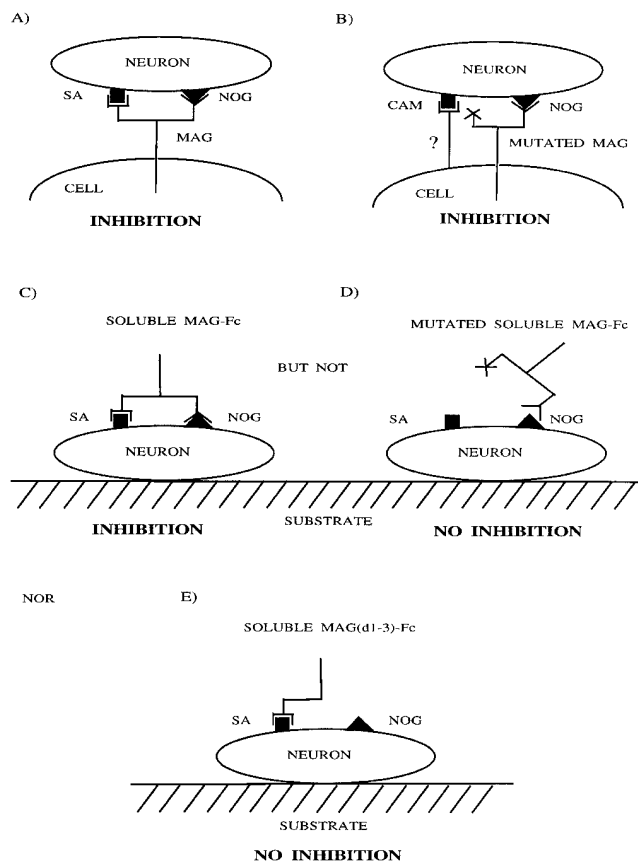 A)
NEURON
SA
NOG
MAG
CELL
INHIBITION
B)
NEURON
CAM
NOG
?
MUTATED MAG
CELL
INHIBITION
C)
SOLUBLE MAG-Fc
SA
NOG
NEURON
INHIBITION
BUT NOT
D)
MUTATED SOLUBLE MAG-Fc
SA
NOG
NEURON
SUBSTRATE
NO INHIBITION
NOR
E)
SOLUBLE MAG(d1-3)-Fc
SA
NOG
NEURON
SUBSTRATE
NO INHIBITION